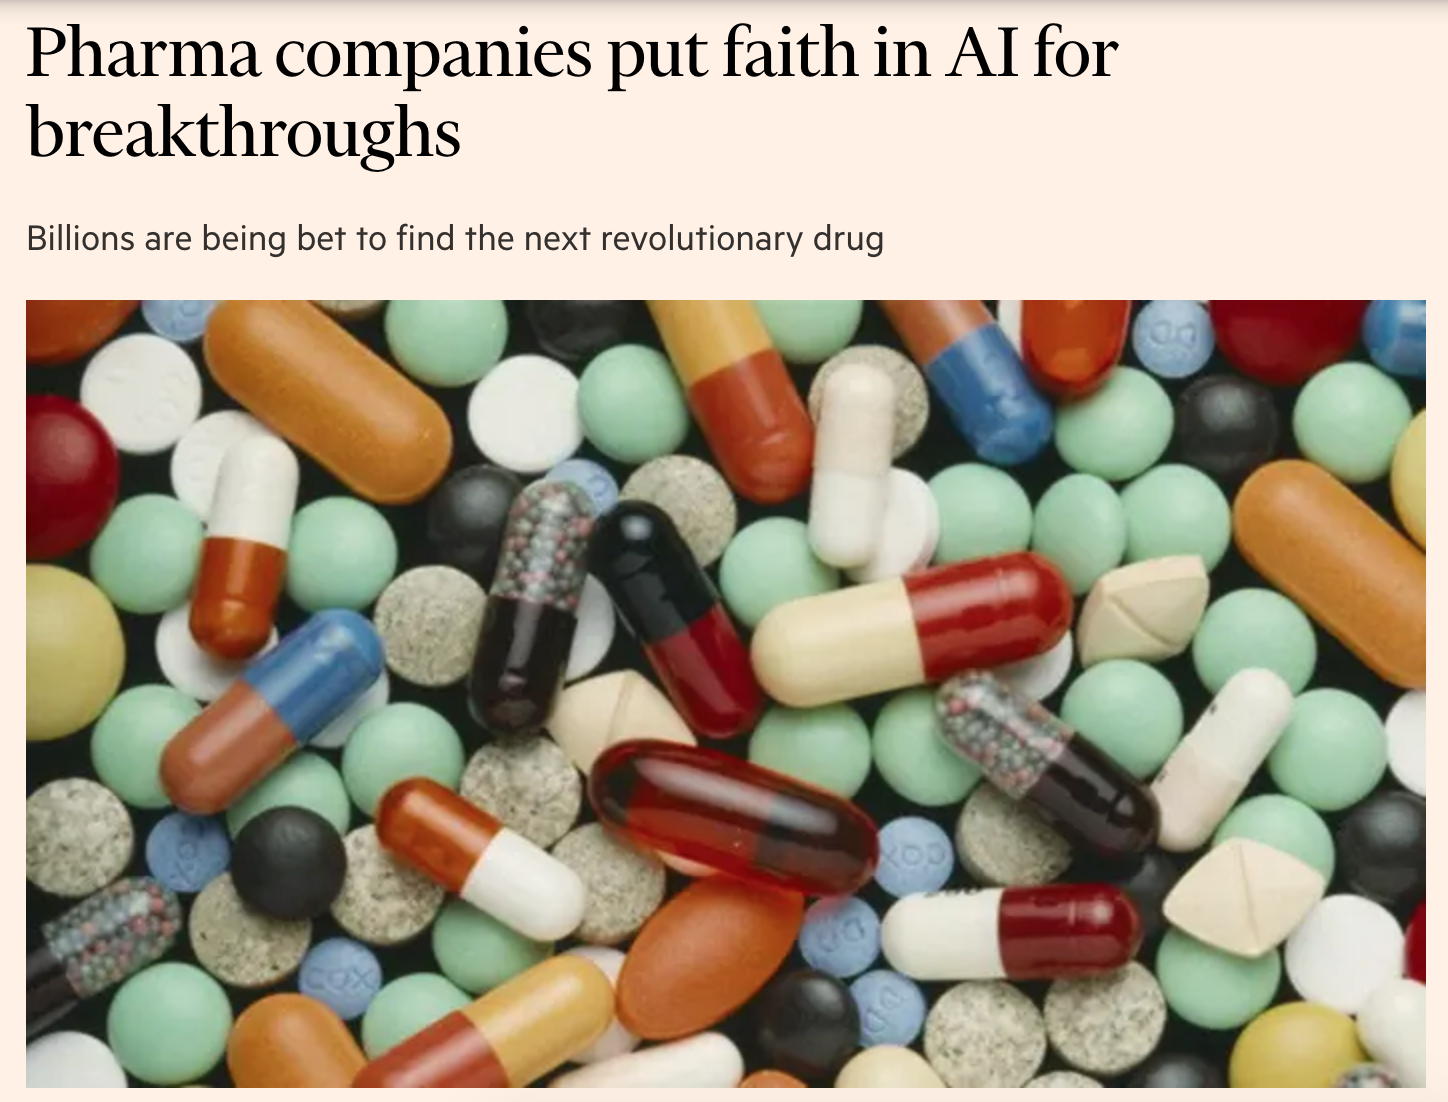 Pharma companies put faith in AI for
breakthroughs
Billions are being bet to find the next revolutionary drug